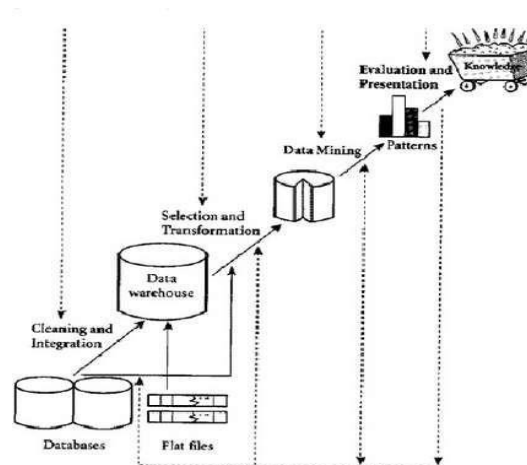 Evaluation and
Presentation
Knowledge
Patterns
Data Mining
Selection and
Transformation
Data
warehouse
Cleaning and
Integration
Databases
Flat files